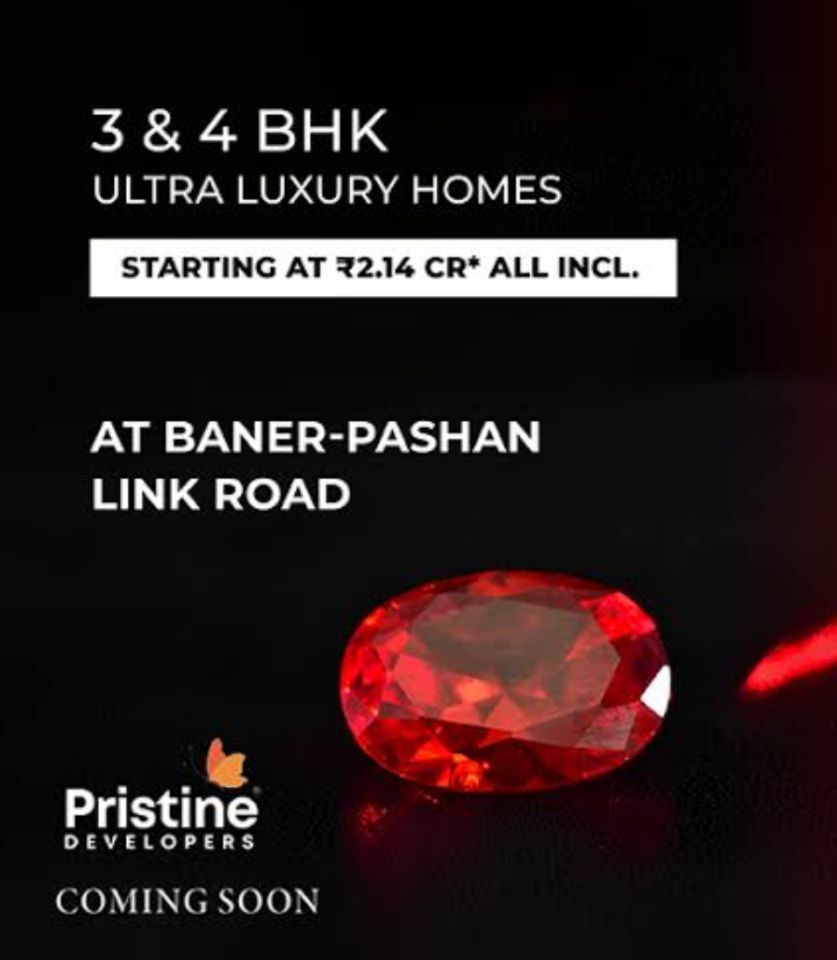 3 & 4 BHK
ULTRA LUXURY HOMES
STARTING AT ₹2.14 CR* ALL INCL.
AT BANER-PASHAN
LINK ROAD
Pristine
DEVELOPERS
COMING SOON